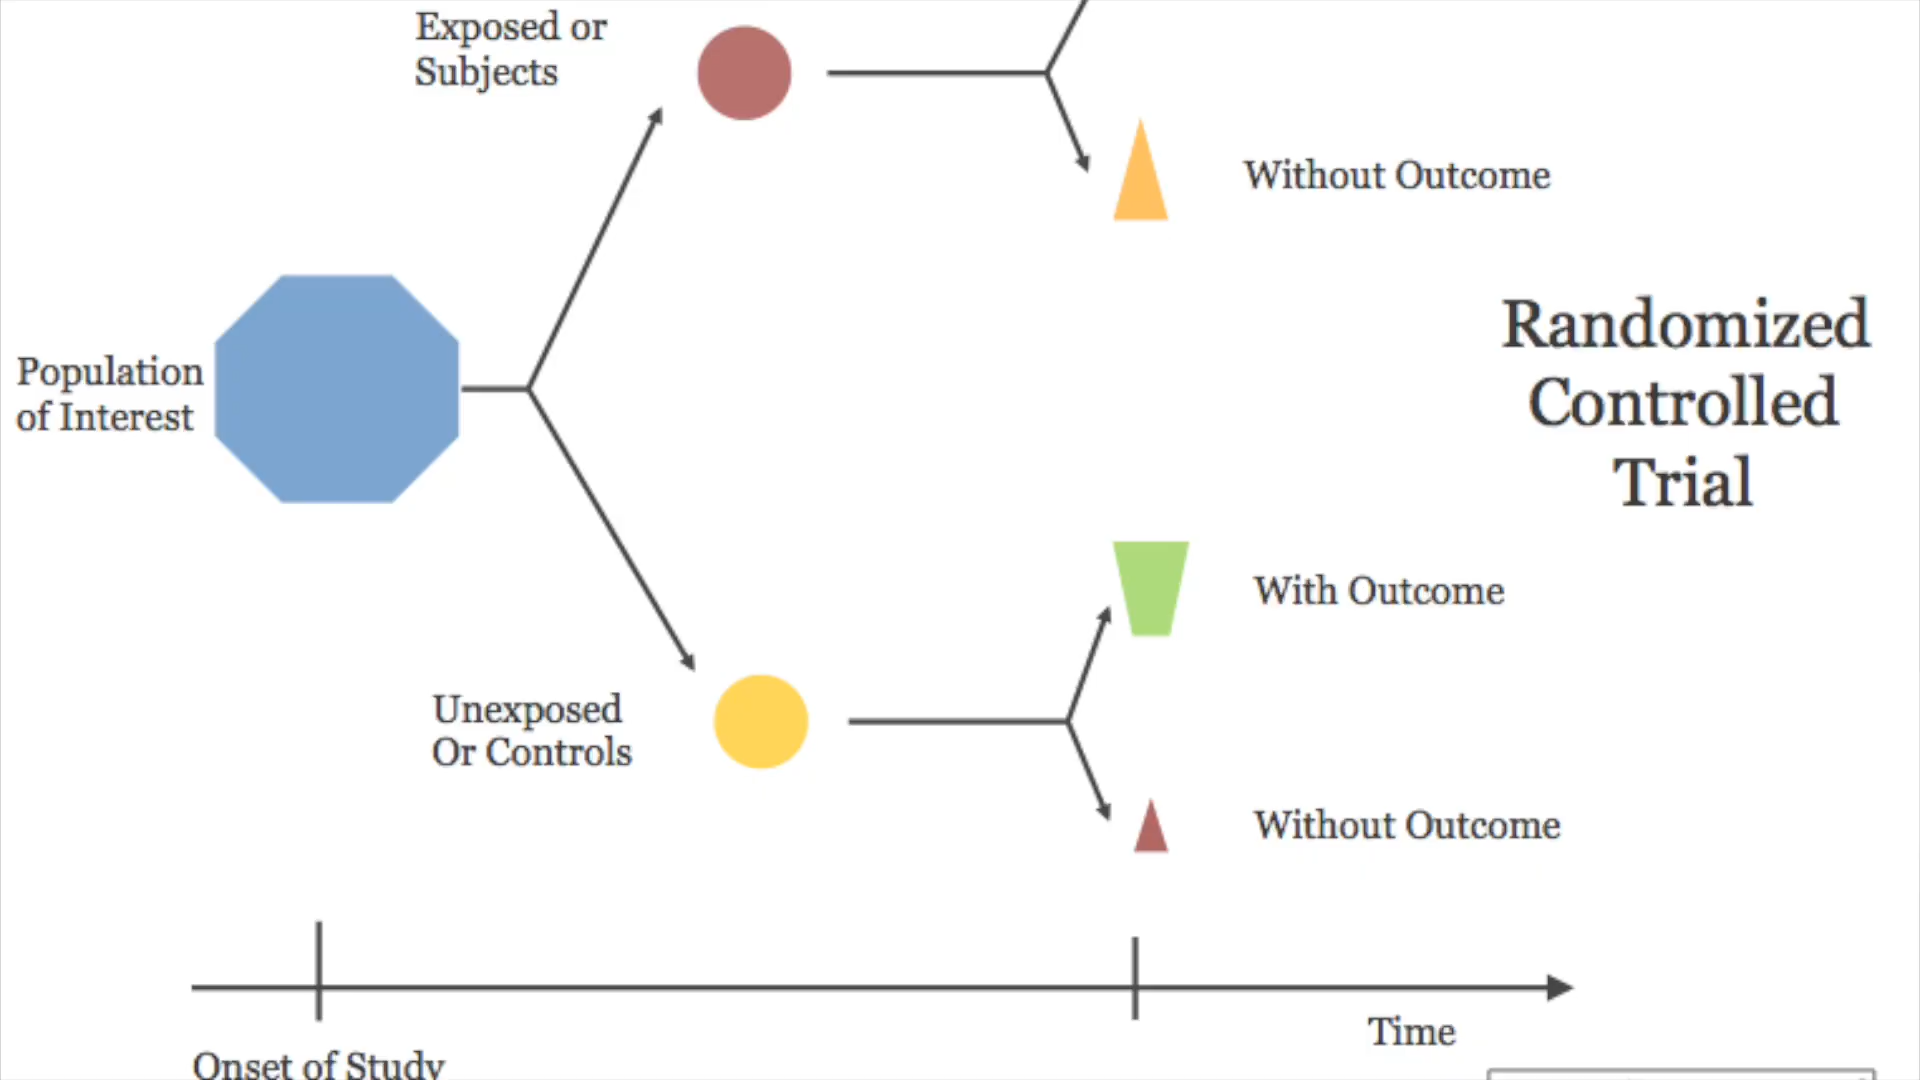 Exposed or
Subjects
Without Outcome
Population
of Interest
Randomized
Controlled
Trial
With Outcome
Unexposed
Or Controls
Without Outcome
Time
Onset of Study